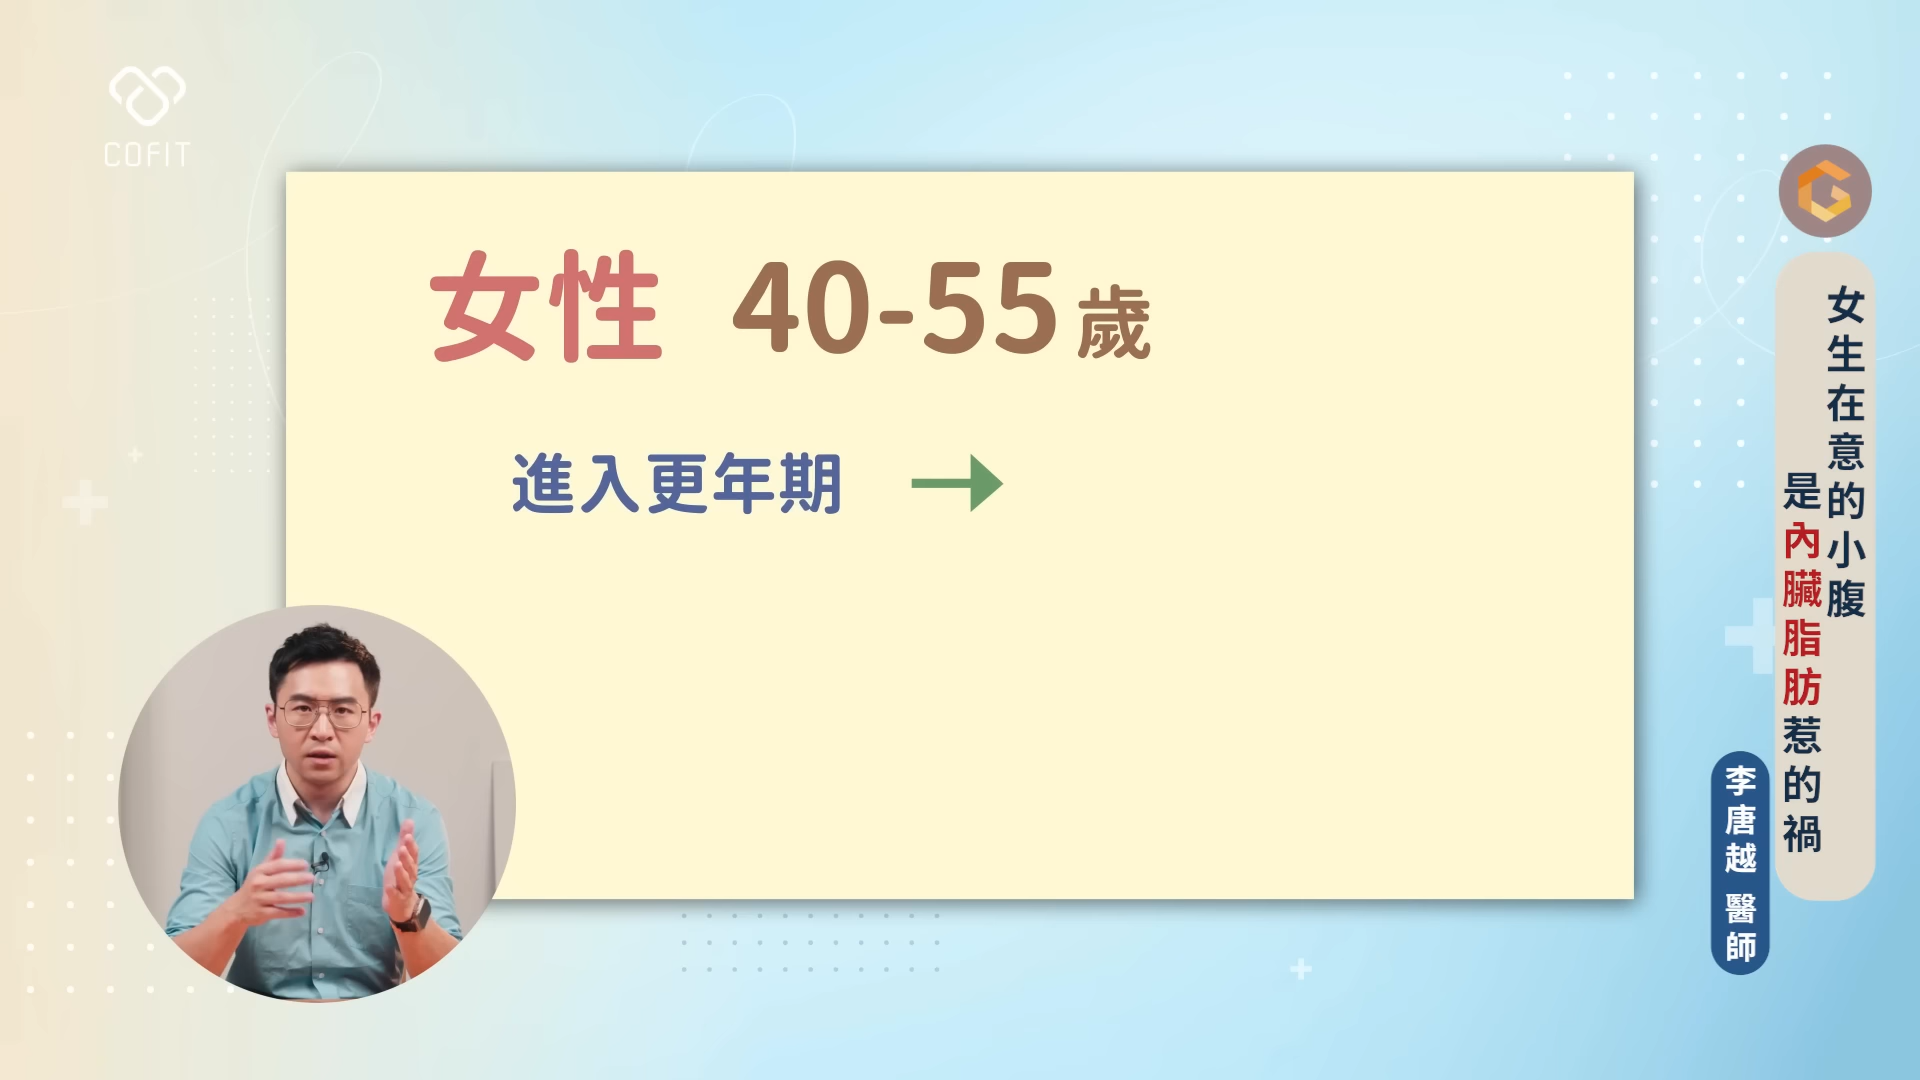 COFIT
女性 40-55歲
進入更年期
女生在意的小腹
是內臟脂肪惹的禍
李唐越 醫師